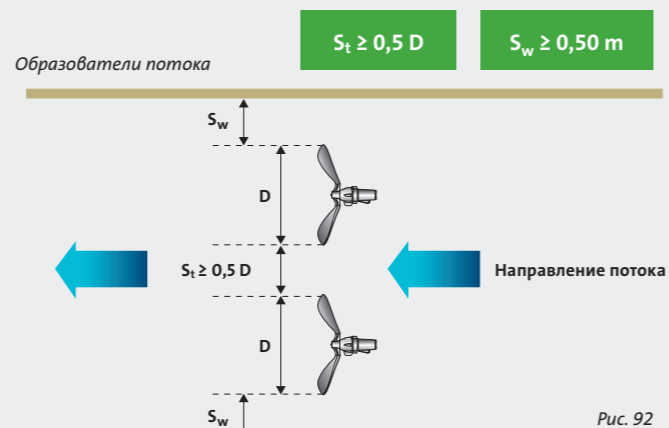 Sₜ ≥ 0,5 D
S_w ≥ 0,50 m
Образователи потока
S_w
D
Sₜ ≥ 0,5 D
Направление потока
D
S_w
Рис. 92